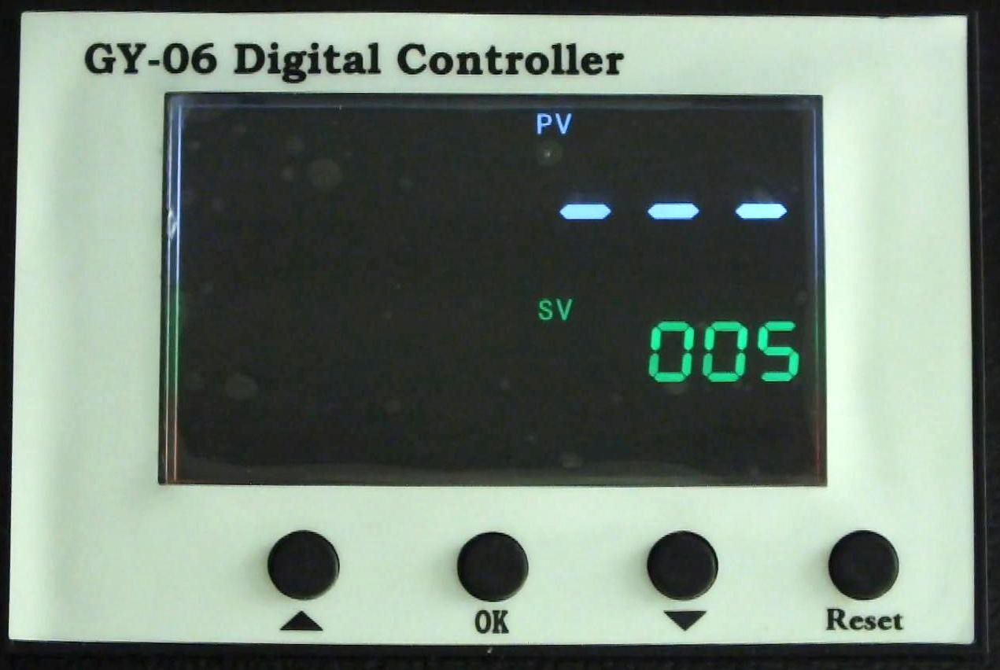 GY-06 Digital Controller
PV
- - -
SV
005
▲ OK ▼ Reset